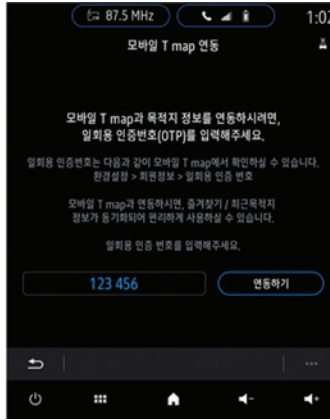 87.5 MHz
1:02
모바일 T map 연동
모바일 T map과 목적지 정보를 연동하시려면,
일회용 인증번호(OTP)를 입력해주세요.
일회용 인증번호는 다음과 같이 모바일 T map에서 확인하실 수 있습니다.
환경설정 > 회원정보 > 일회용 인증 번호
모바일 T map과 연동하시면, 즐겨찾기 / 최근목적지
정보가 동기화되어 편리하게 사용하실 수 있습니다.
일회용 인증 번호를 입력해주세요.
123 456
연동하기